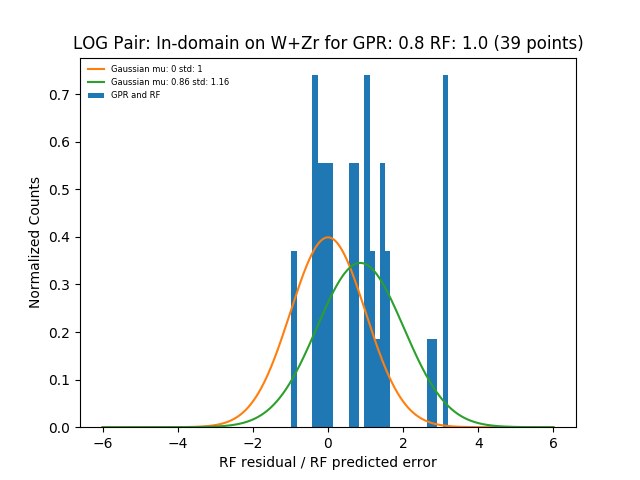 LOG Pair: In-domain on W+Zr for GPR: 0.8 RF: 1.0 (39 points)
Gaussian mu: 0 std: 1
Gaussian mu: 0.86 std: 1.16
GPR and RF
Normalized Counts
0.7
0.6
0.5
0.4
0.3
0.2
0.1
0.0
−6 −4 −2 0 2 4 6
RF residual / RF predicted error